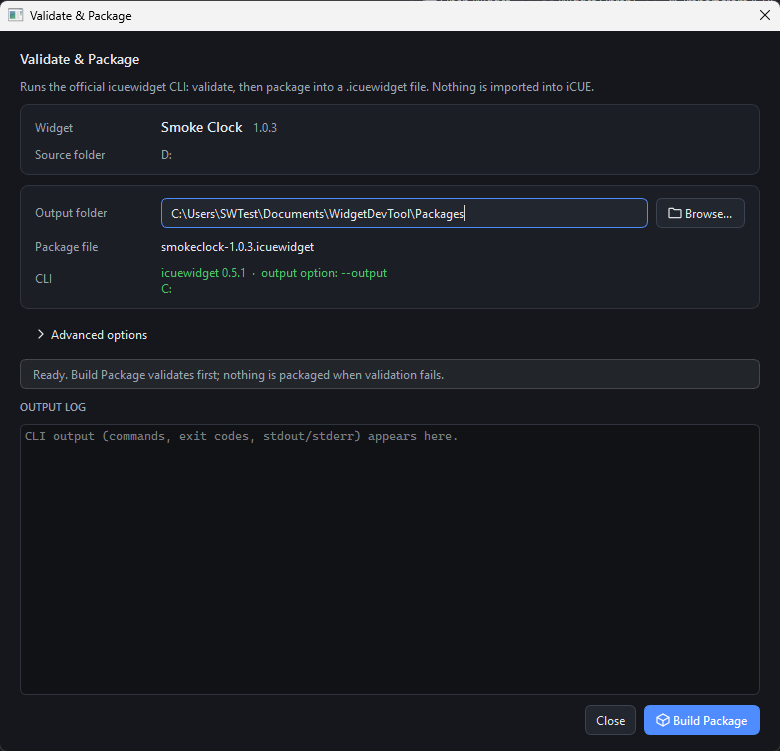 Validate & Package
Validate & Package
Runs the official icuewidget CLI: validate, then package into a .icuewidget file. Nothing is imported into iCUE.
Widget Smoke Clock 1.0.3
Source folder D:
Output folder C:\Users\SWTest\Documents\WidgetDevTool\Packages Browse...
Package file smokeclock-1.0.3.icuewidget
CLI icuewidget 0.5.1 · output option: --output
C:
Advanced options
Ready. Build Package validates first; nothing is packaged when validation fails.
OUTPUT LOG
CLI output (commands, exit codes, stdout/stderr) appears here.
Close Build Package